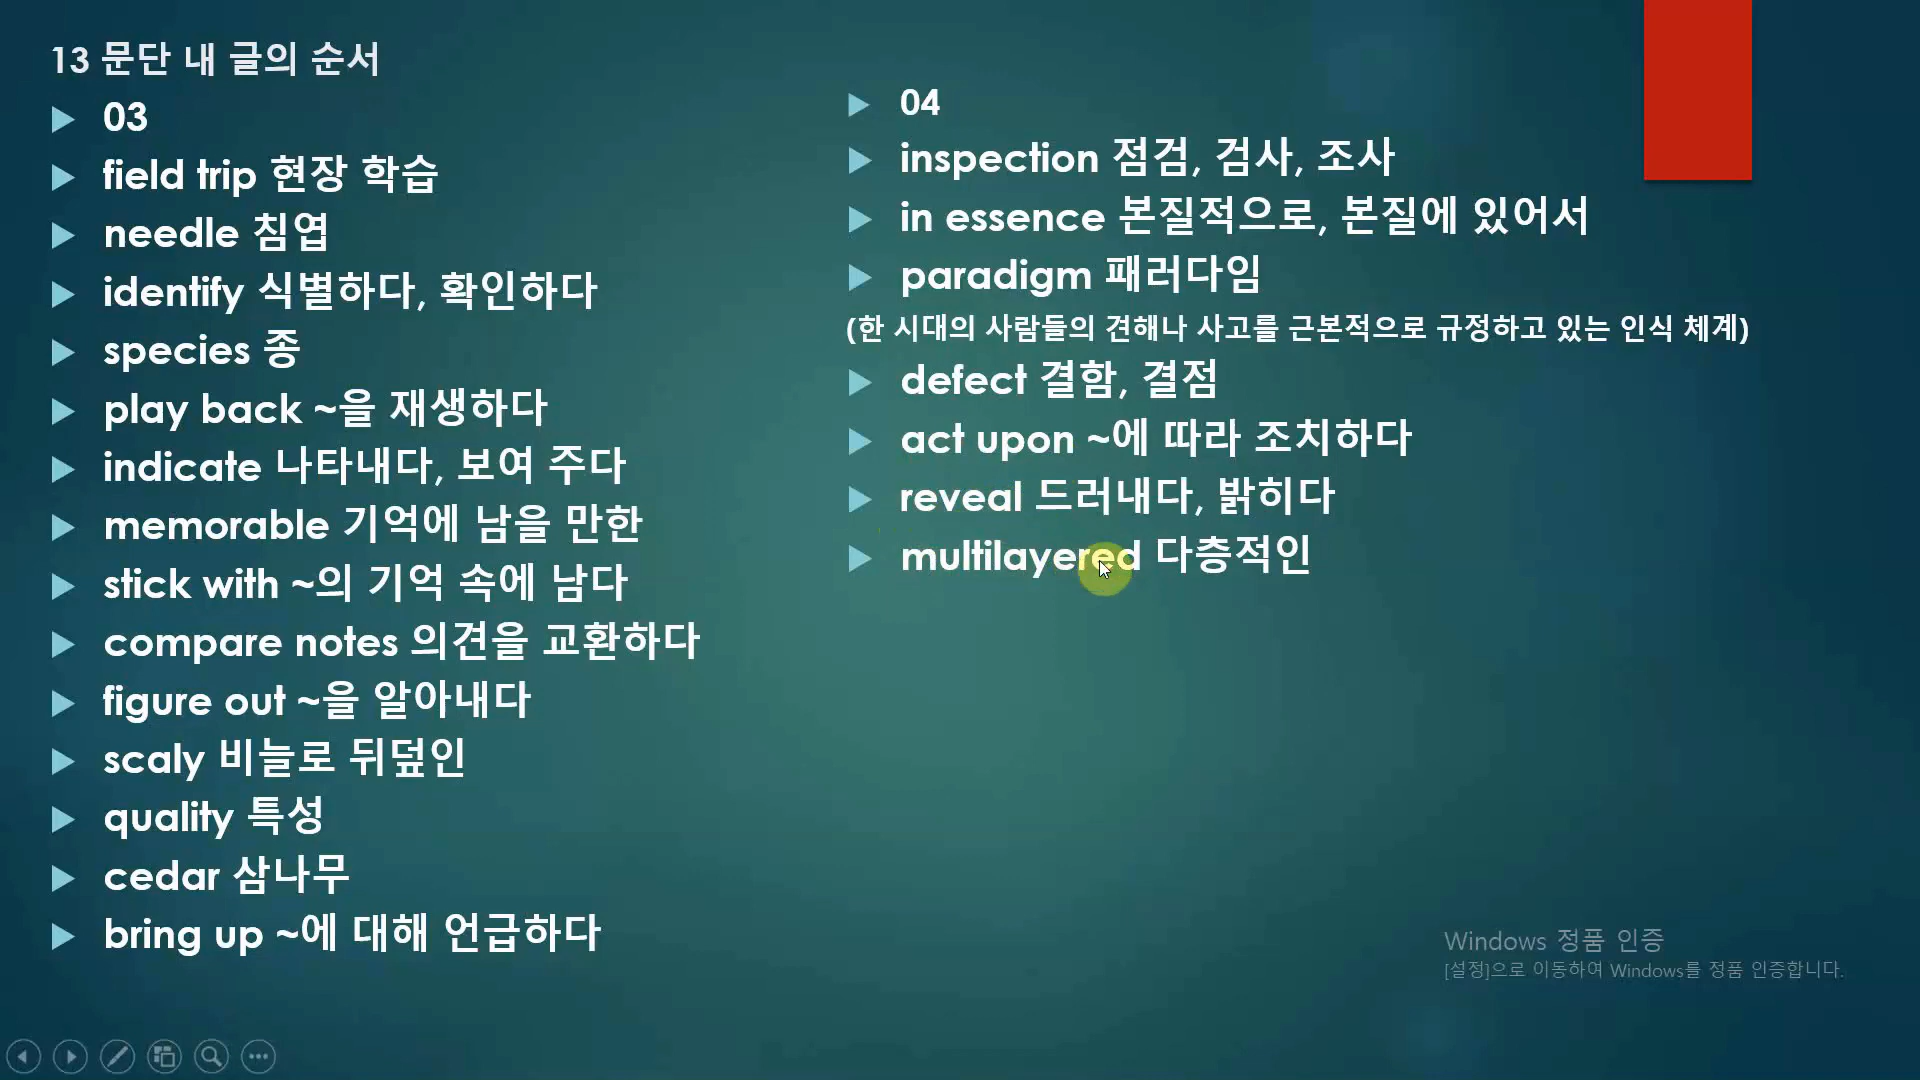 13 문단 내 글의 순서
03
field trip 현장 학습
needle 침엽
identify 식별하다, 확인하다
species 종
play back ~을 재생하다
indicate 나타내다, 보여 주다
memorable 기억에 남을 만한
stick with ~의 기억 속에 남다
compare notes 의견을 교환하다
figure out ~을 알아내다
scaly 비늘로 뒤덮인
quality 특성
cedar 삼나무
bring up ~에 대해 언급하다
04
inspection 점검, 검사, 조사
in essence 본질적으로, 본질에 있어서
paradigm 패러다임
(한 시대의 사람들의 견해나 사고를 근본적으로 규정하고 있는 인식 체계)
defect 결함, 결점
act upon ~에 따라 조치하다
reveal 드러내다, 밝히다
multilayered 다층적인
Windows 정품 인증
[설정]으로 이동하여 Windows를 정품 인증합니다.